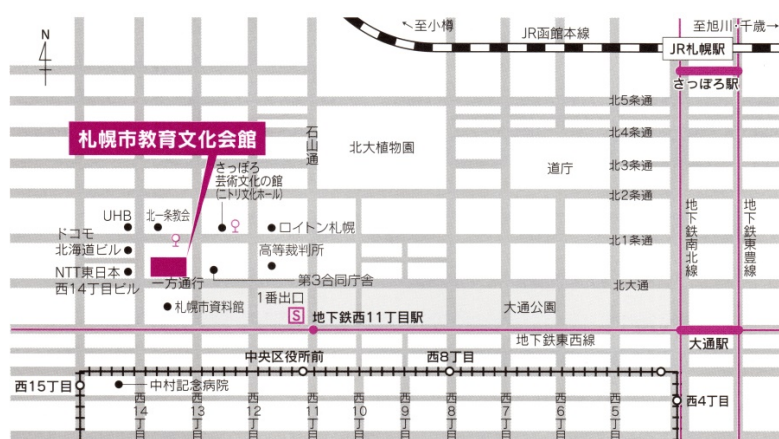 ←至小樽
JR函館本線
至旭川・千歳→
N
JR札幌駅
さっぽろ駅
北5条通
札幌市教育文化会館
石山通
北大植物園
北4条通
さっぽろ
芸術文化の館
(ニトリ文化ホール)
道庁
北3条通
北2条通
UHB
北一条教会
ロイトン札幌
地下鉄南北線
地下鉄東豊線
ドコモ
北海道ビル
高等裁判所
北1条通
NTT東日本
西14丁目ビル
一方通行
第3合同庁舎
北大通
札幌市資料館
1番出口
S
地下鉄西11丁目駅
大通公園
地下鉄東西線
大通駅
中央区役所前
西8丁目
西15丁目
中村記念病院
西4丁目
西14丁目
西13丁目
西12丁目
西11丁目
西10丁目
西9丁目
西8丁目
西7丁目
西6丁目
西5丁目